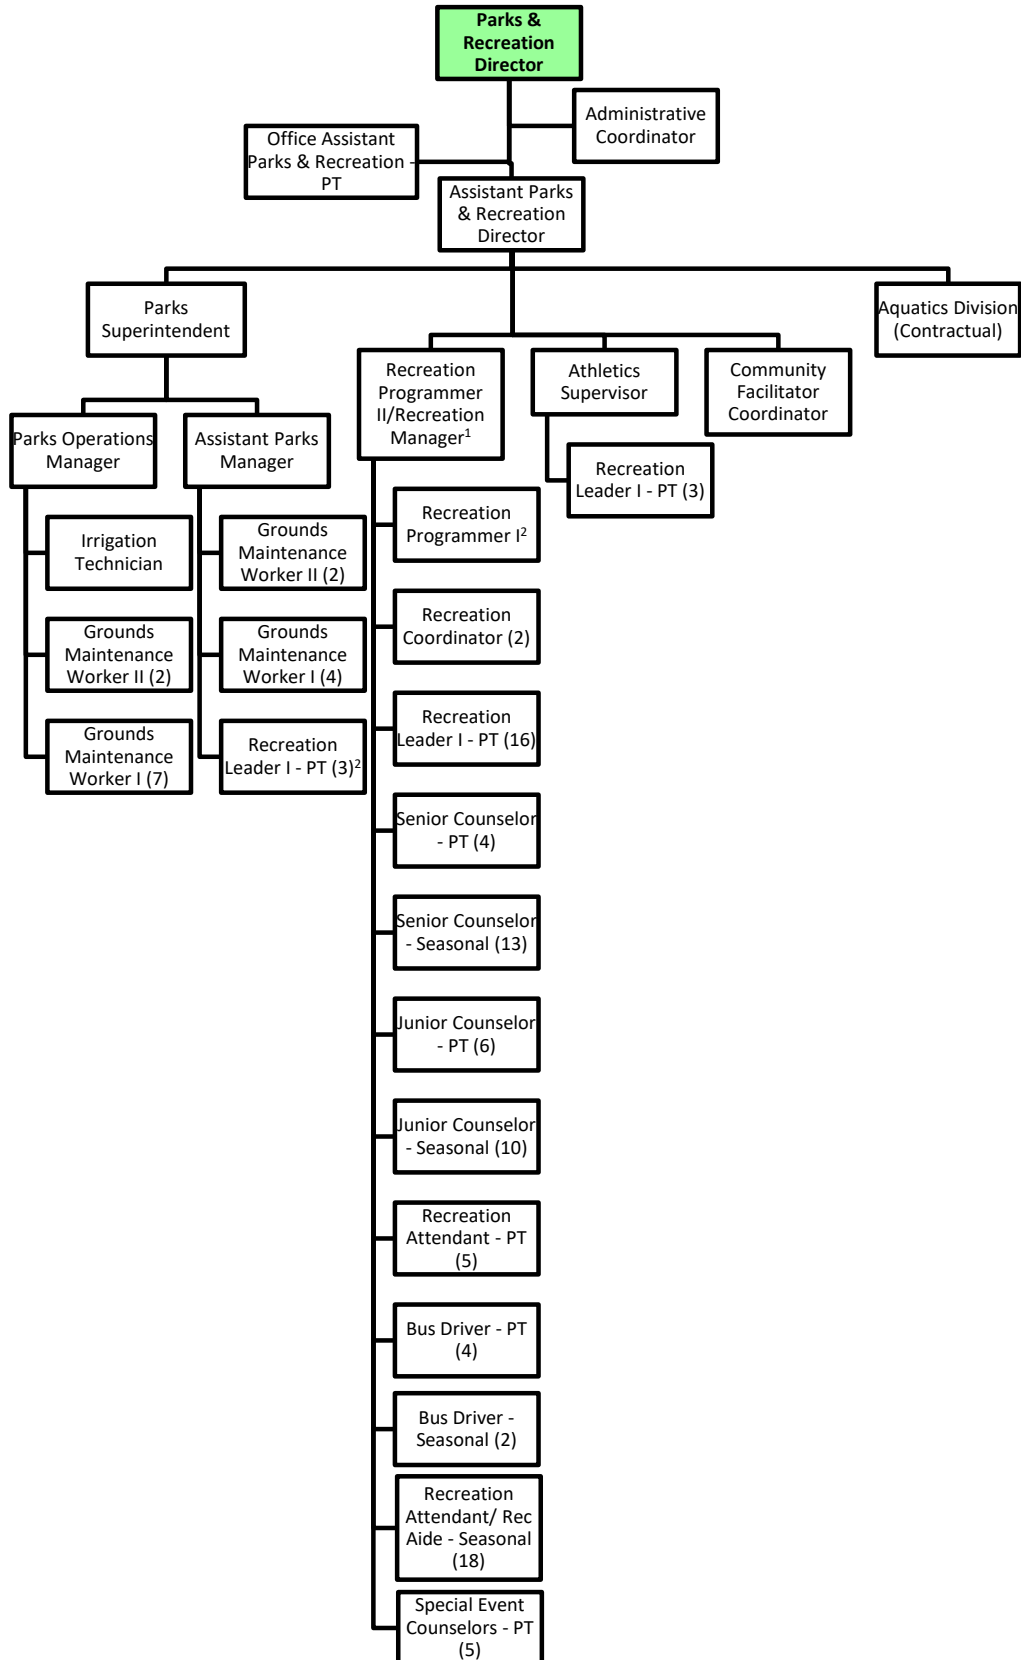 Parks &
Recreation
Director
Administrative
Coordinator
Office Assistant
Parks & Recreation -
PT
Assistant Parks
& Recreation
Director
Parks
Superintendent
Aquatics Division
(Contractual)
Recreation
Programmer
II/Recreation
Manager¹
Athletics
Supervisor
Community
Facilitator
Coordinator
Parks Operations
Manager
Assistant Parks
Manager
Recreation
Leader I - PT (3)
Irrigation
Technician
Grounds
Maintenance
Worker II (2)
Grounds
Maintenance
Worker I (7)
Grounds
Maintenance
Worker II (2)
Grounds
Maintenance
Worker I (4)
Recreation
Leader I - PT (3)²
Recreation
Programmer I²
Recreation
Coordinator (2)
Recreation
Leader I - PT (16)
Senior Counselor
- PT (4)
Senior Counselor
- Seasonal (13)
Junior Counselor
- PT (6)
Junior Counselor
- Seasonal (10)
Recreation
Attendant - PT
(5)
Bus Driver - PT
(4)
Bus Driver -
Seasonal (2)
Recreation
Attendant/ Rec
Aide - Seasonal
(18)
Special Event
Counselors - PT
(5)